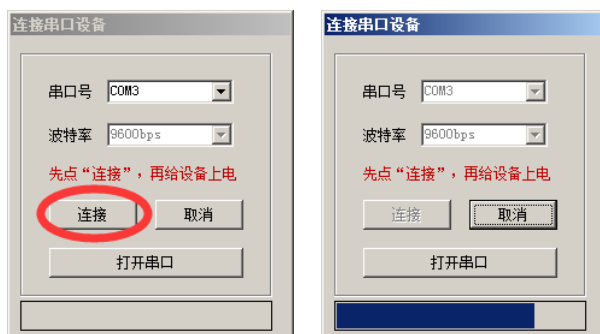 连接串口设备
串口号 COM3
波特率 9600bps
先点“连接”，再给设备上电
连接 取消
打开串口
连接串口设备
串口号 COM3
波特率 9600bps
先点“连接”，再给设备上电
连接 取消
打开串口